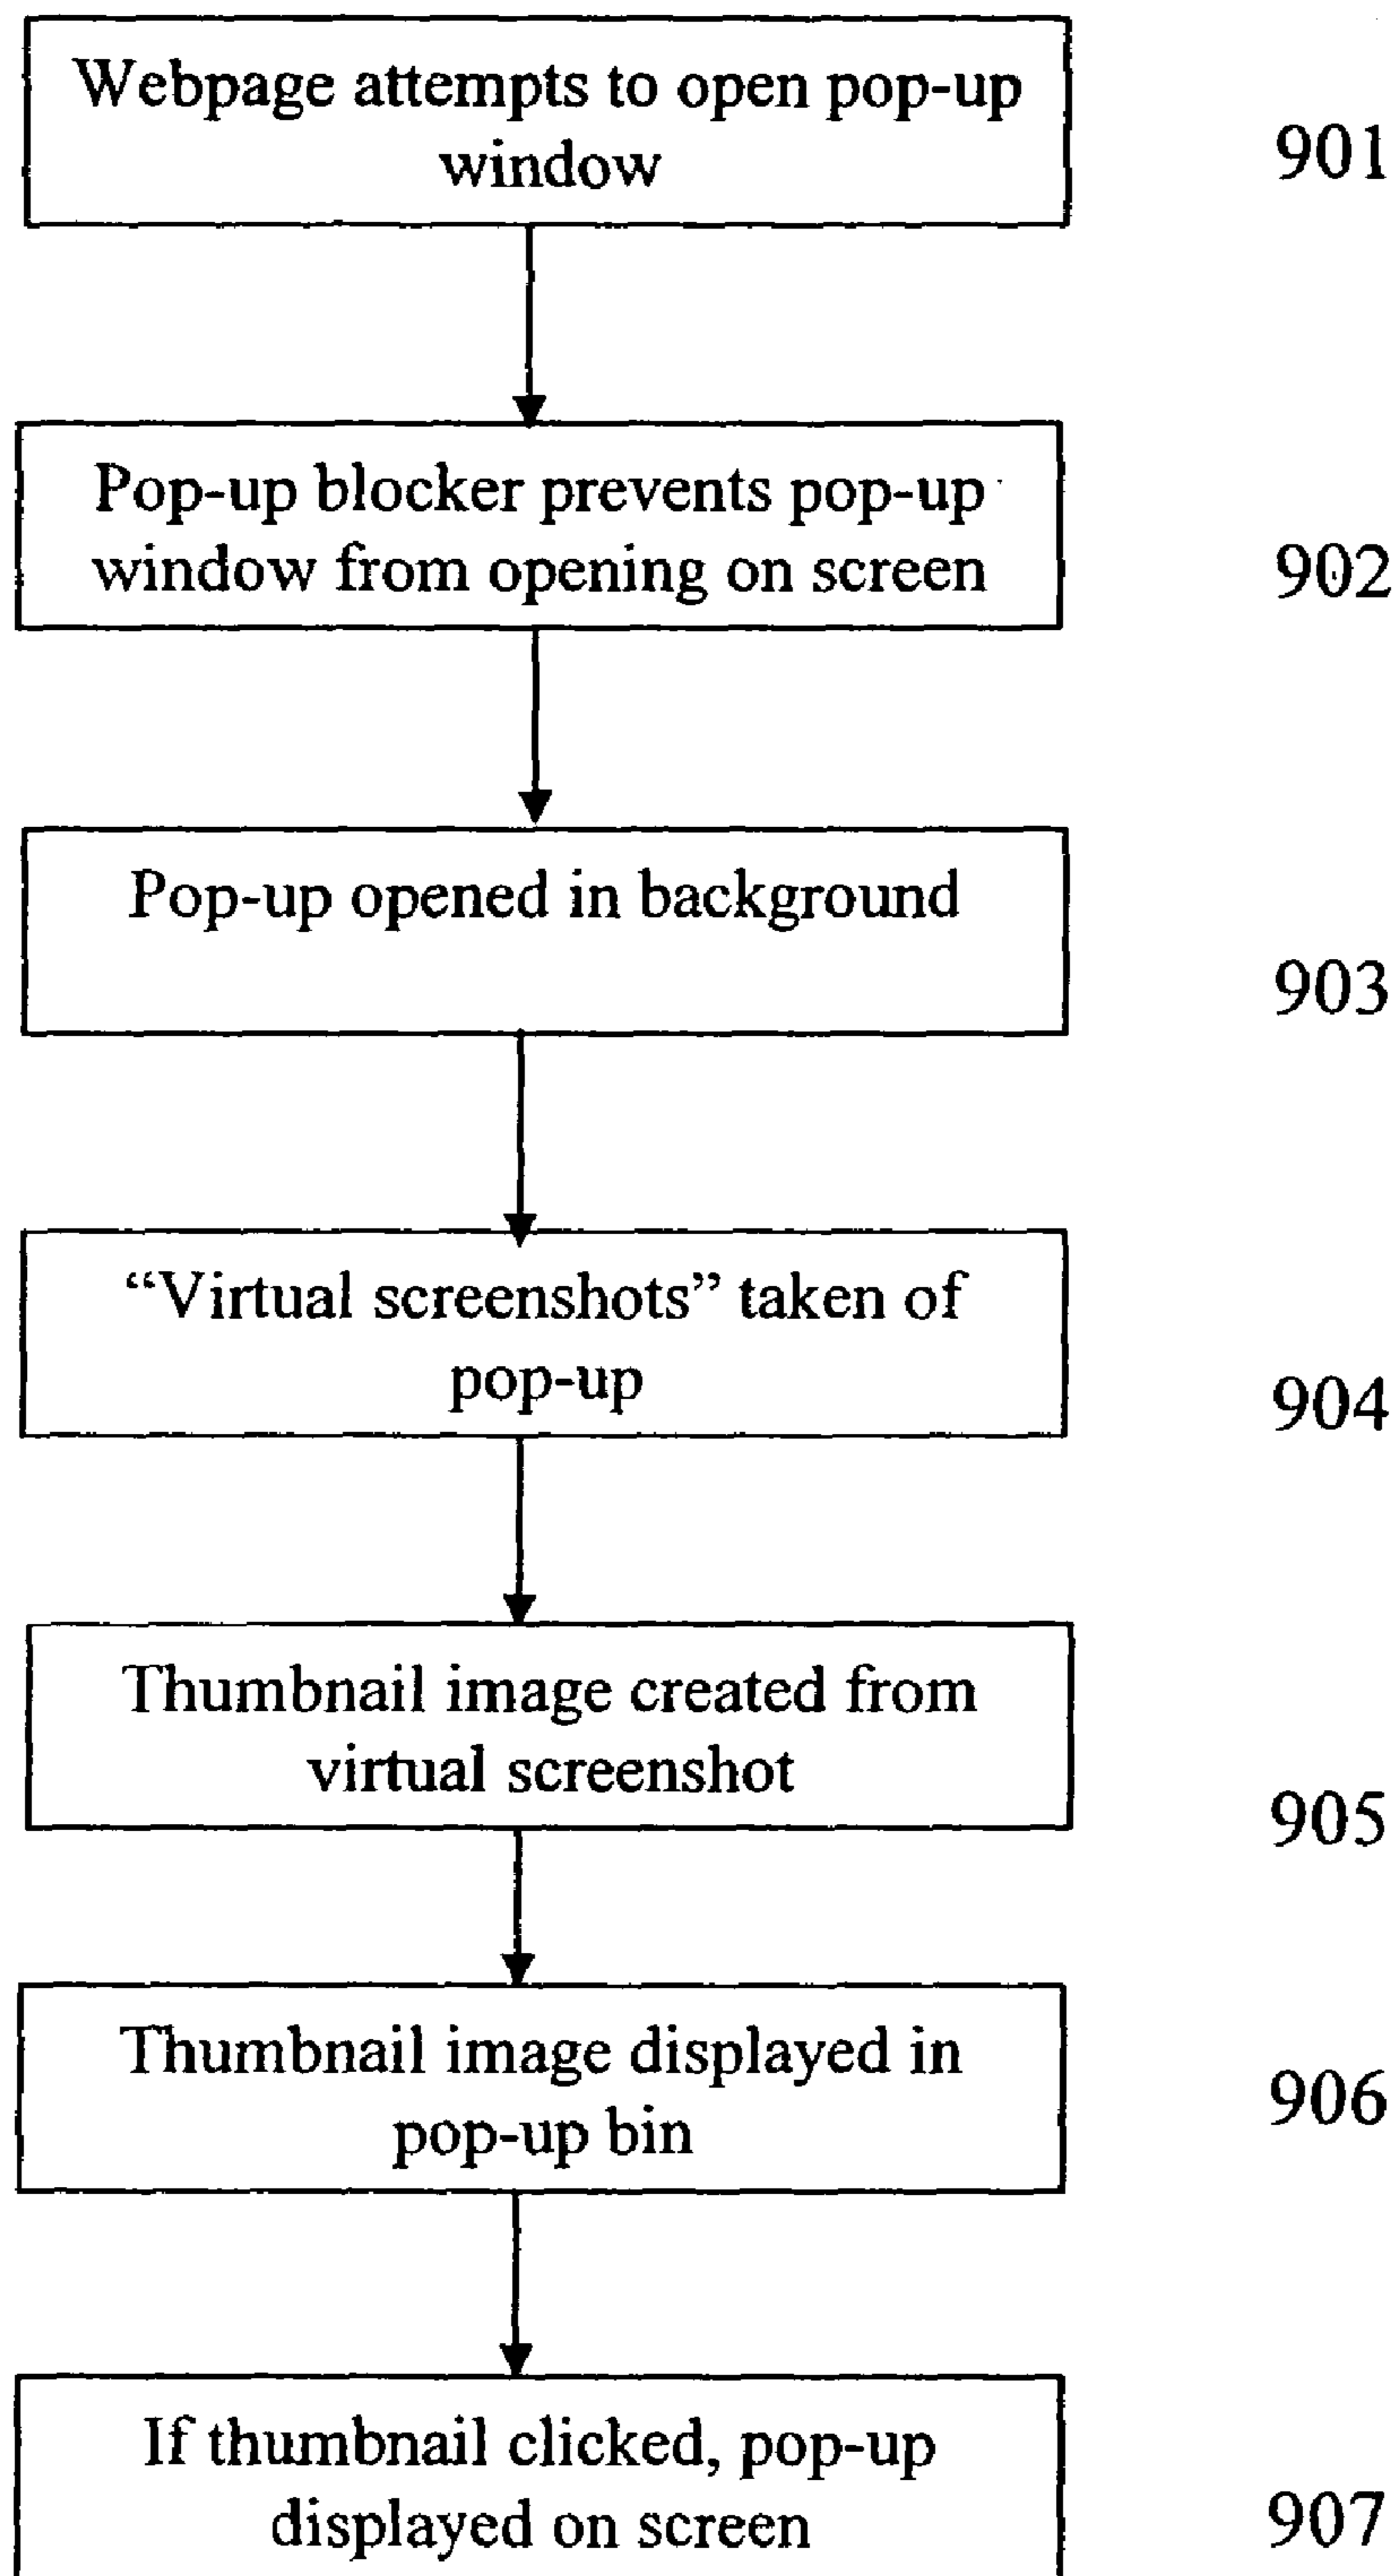 Webpage attempts to open pop-up
window
901
Pop-up blocker prevents pop-up
window from opening on screen
902
Pop-up opened in background
903
“Virtual screenshots” taken of
pop-up
904
Thumbnail image created from
virtual screenshot
905
Thumbnail image displayed in
pop-up bin
906
If thumbnail clicked, pop-up
displayed on screen
907